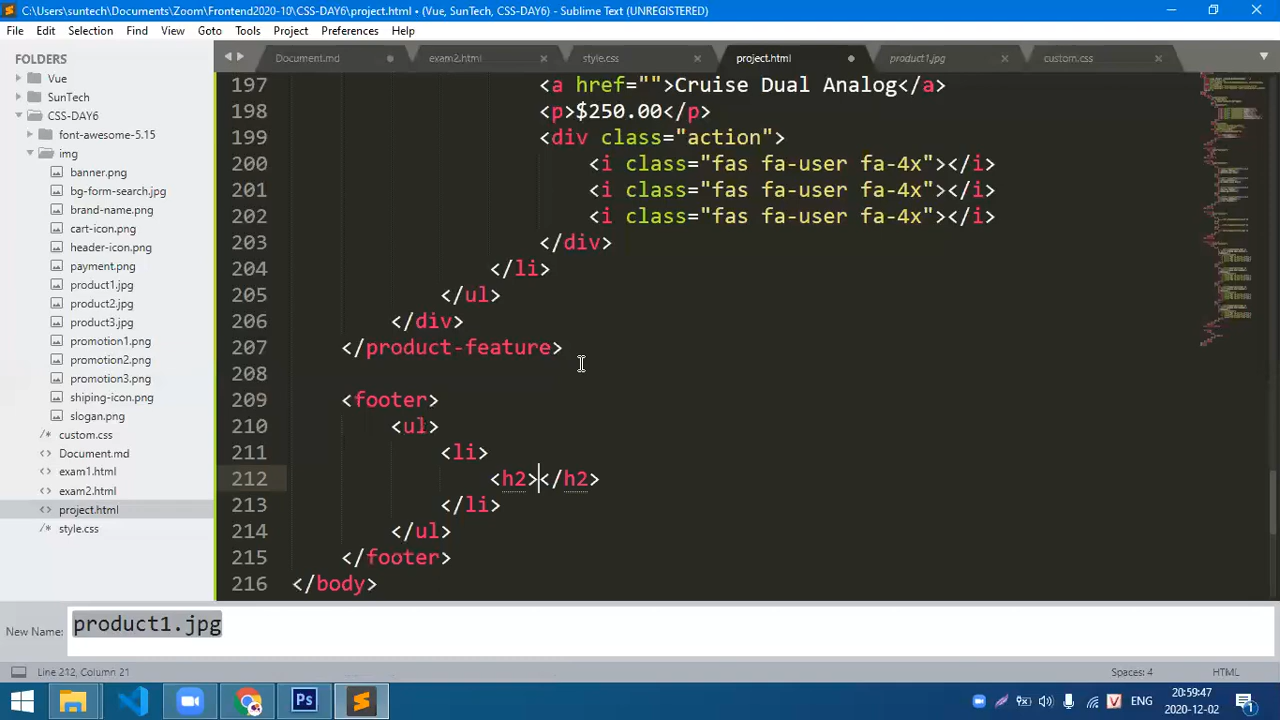 C:\Users\suntech\Documents\Zoom\Frontend2020-10\CSS-DAY6\project.html • (Vue, SunTech, CSS-DAY6) - Sublime Text (UNREGISTERED)
File Edit Selection Find View Goto Tools Project Preferences Help
FOLDERS
Vue
SunTech
CSS-DAY6
font-awesome-5.15
img
banner.png
bg-form-search.jpg
brand-name.png
cart-icon.png
header-icon.png
payment.png
product1.jpg
product2.jpg
product3.jpg
promotion1.png
promotion2.png
promotion3.png
shiping-icon.png
slogan.png
custom.css
Document.md
exam1.html
exam2.html
project.html
style.css
Document.md exam2.html style.css project.html product1.jpg custom.css
197 <a href="">Cruise Dual Analog</a>
198 <p>$250.00</p>
199 <div class="action">
200 <i class="fas fa-user fa-4x"></i>
201 <i class="fas fa-user fa-4x"></i>
202 <i class="fas fa-user fa-4x"></i>
203 </div>
204 </li>
205 </ul>
206 </div>
207 </product-feature>
208
209 <footer>
210 <ul>
211 <li>
212 <h2></h2>
213 </li>
214 </ul>
215 </footer>
216 </body>
New Name: product1.jpg
Line 212, Column 21 Spaces: 4 HTML
ENG 20:59:47
2020-12-02